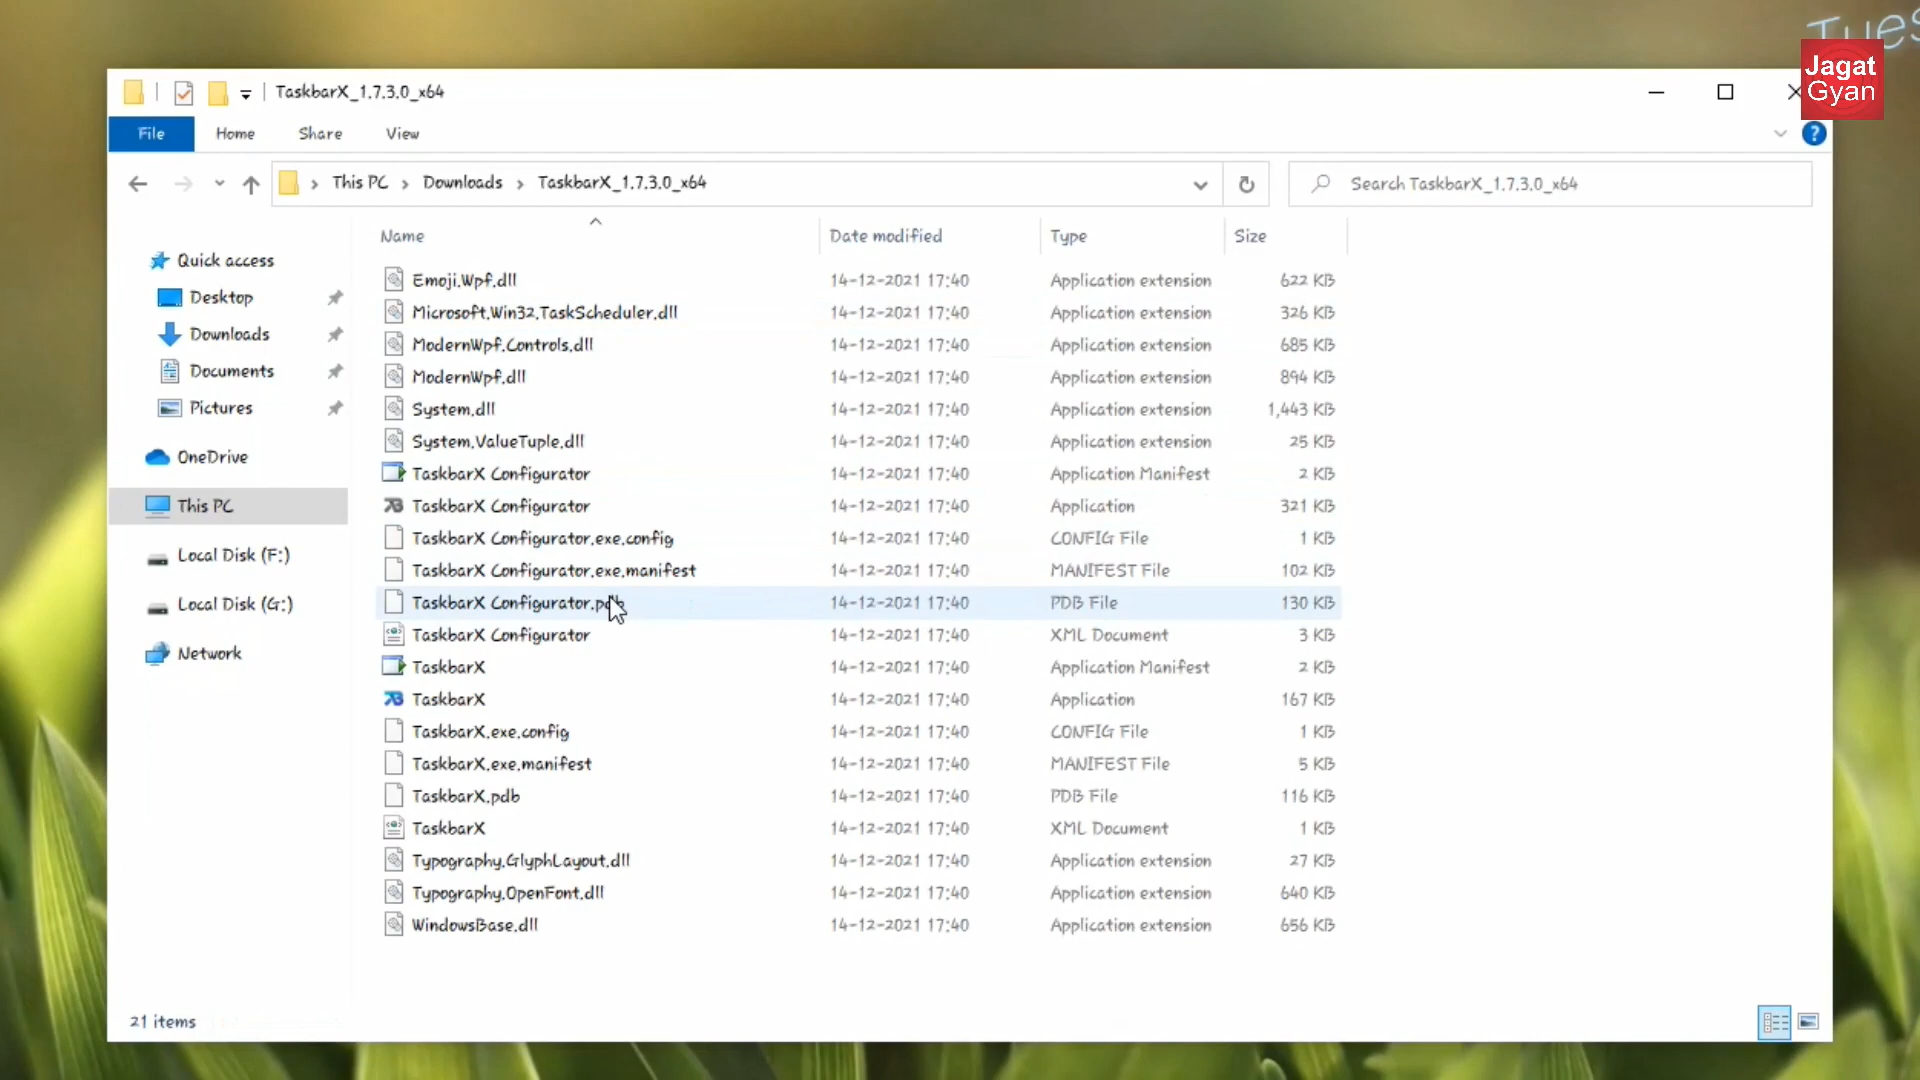 Tues
Jagat
Gyan
TaskbarX_1.7.3.0_x64
File Home Share View
This PC Downloads TaskbarX_1.7.3.0_x64
Search TaskbarX_1.7.3.0_x64
Name Date modified Type Size
Quick access
Desktop
Downloads
Documents
Pictures
OneDrive
This PC
Local Disk (F:)
Local Disk (G:)
Network
Emoji.Wpf.dll 14-12-2021 17:40 Application extension 622 KB
Microsoft.Win32.TaskScheduler.dll 14-12-2021 17:40 Application extension 326 KB
ModernWpf.Controls.dll 14-12-2021 17:40 Application extension 685 KB
ModernWpf.dll 14-12-2021 17:40 Application extension 894 KB
System.dll 14-12-2021 17:40 Application extension 1,443 KB
System.ValueTuple.dll 14-12-2021 17:40 Application extension 25 KB
TaskbarX Configurator 14-12-2021 17:40 Application Manifest 2 KB
TaskbarX Configurator 14-12-2021 17:40 Application 321 KB
TaskbarX Configurator.exe.config 14-12-2021 17:40 CONFIG File 1 KB
TaskbarX Configurator.exe.manifest 14-12-2021 17:40 MANIFEST File 102 KB
TaskbarX Configurator.pdb 14-12-2021 17:40 PDB File 130 KB
TaskbarX Configurator 14-12-2021 17:40 XML Document 3 KB
TaskbarX 14-12-2021 17:40 Application Manifest 2 KB
TaskbarX 14-12-2021 17:40 Application 167 KB
TaskbarX.exe.config 14-12-2021 17:40 CONFIG File 1 KB
TaskbarX.exe.manifest 14-12-2021 17:40 MANIFEST File 5 KB
TaskbarX.pdb 14-12-2021 17:40 PDB File 116 KB
TaskbarX 14-12-2021 17:40 XML Document 1 KB
Typography.GlyphLayout.dll 14-12-2021 17:40 Application extension 27 KB
Typography.OpenFont.dll 14-12-2021 17:40 Application extension 640 KB
WindowsBase.dll 14-12-2021 17:40 Application extension 656 KB
21 items